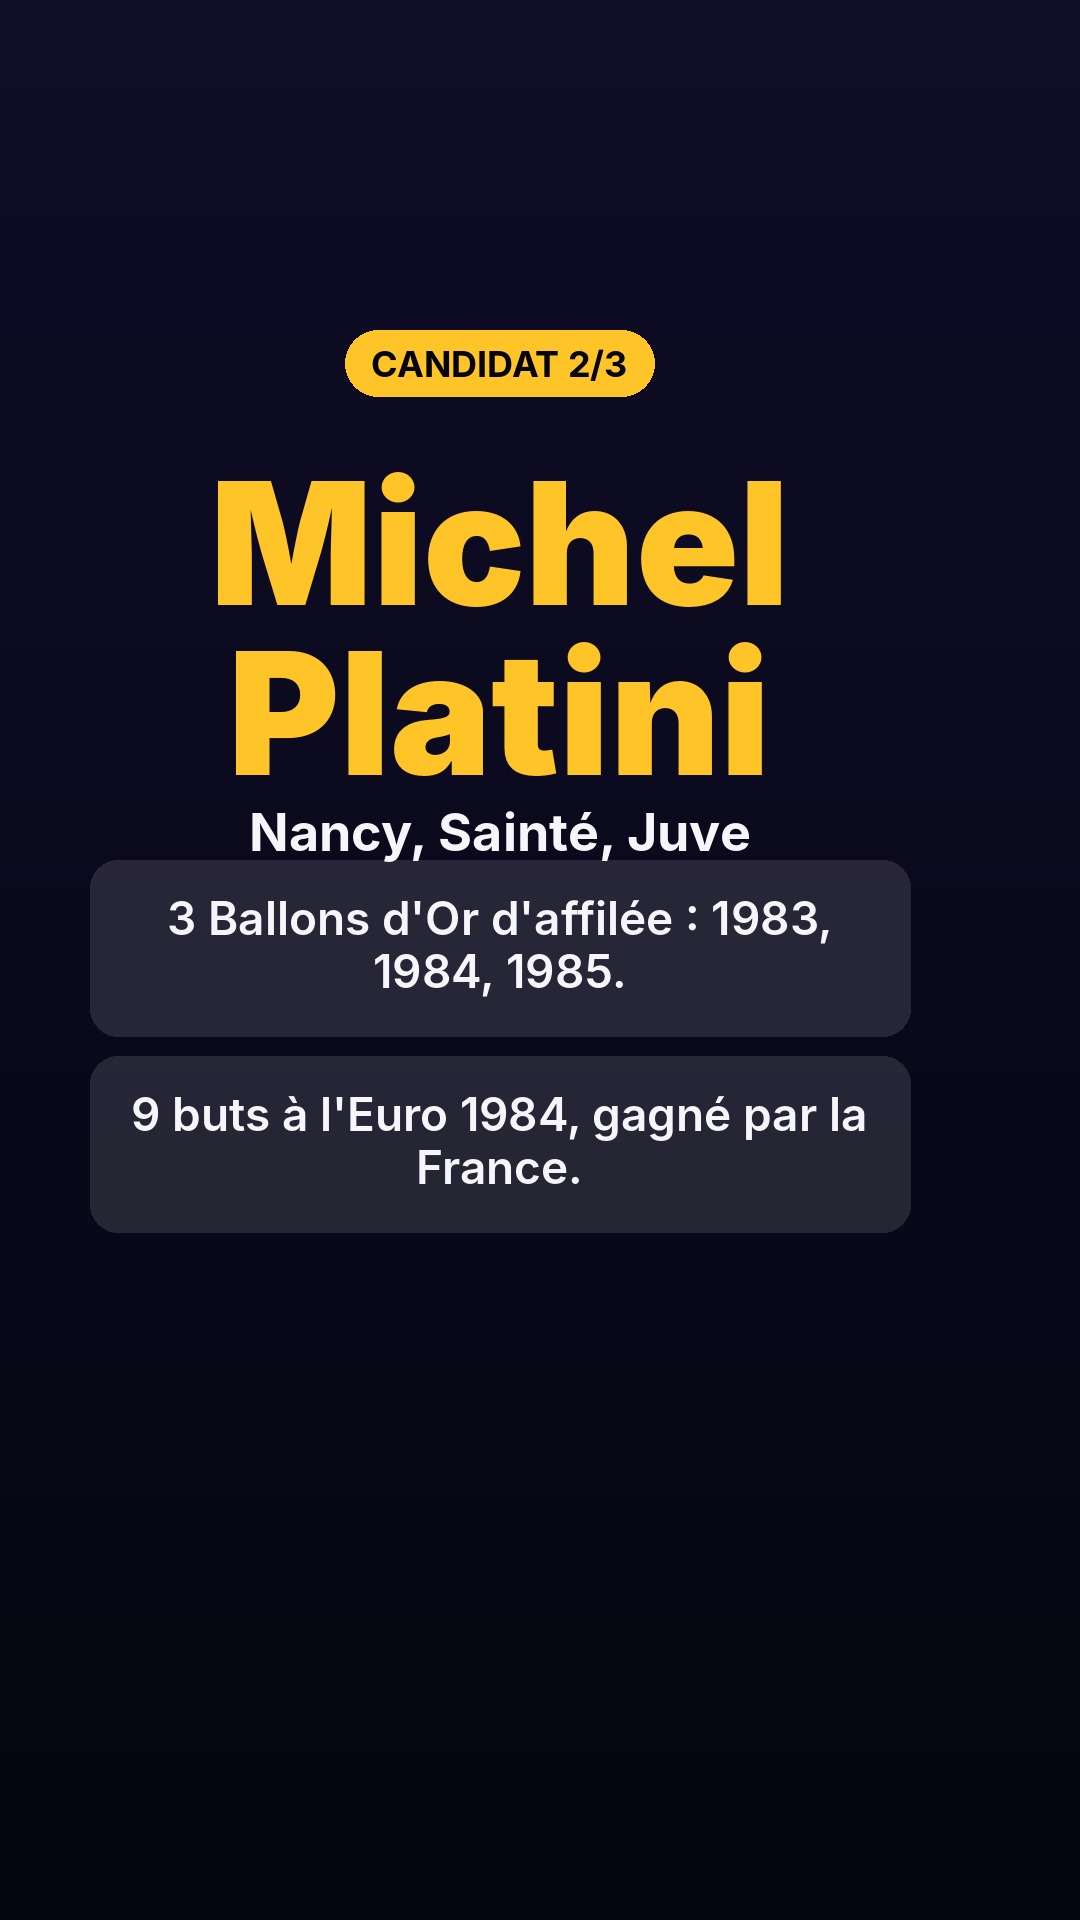 CANDIDAT 2/3
Michel
Platini
Nancy, Sainté, Juve
3 Ballons d'Or d'affilée : 1983,
1984, 1985.
9 buts à l'Euro 1984, gagné par la
France.